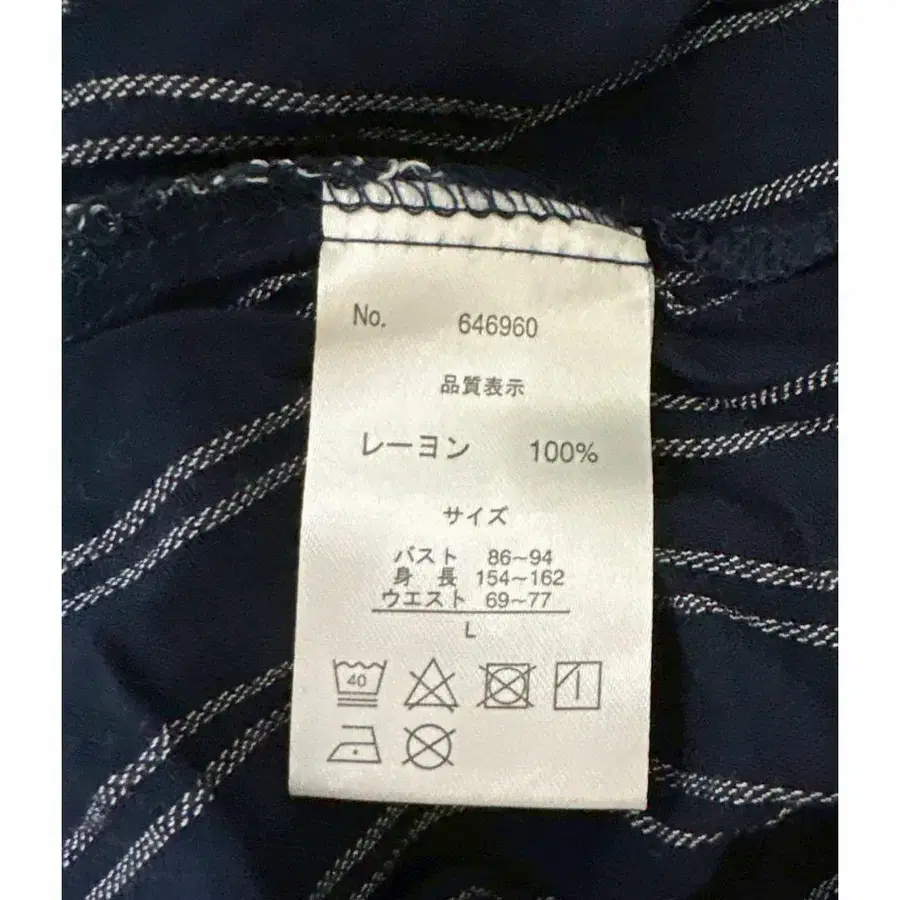 No. 646960
品質表示
レーヨン 100%
サイズ
バスト 86~94
身長 154~162
ウエスト 69~77
L
40